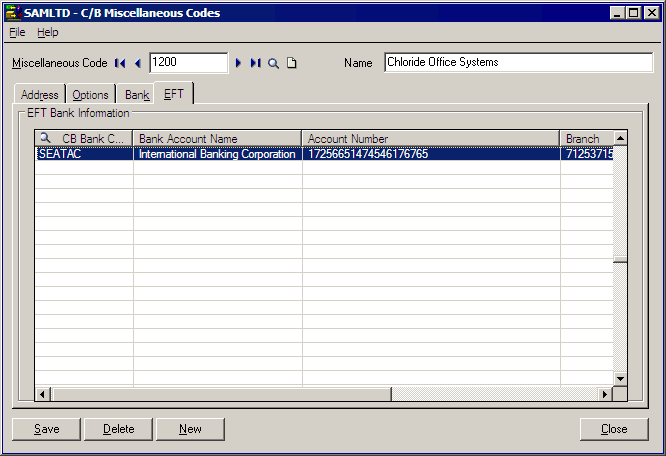 SAMLTD - C/B Miscellaneous Codes
File Help
Miscellaneous Code 1200 Name Chloride Office Systems
Address Options Bank EFT
EFT Bank Infomation
CB Bank C... Bank Account Name Account Number Branch
SEATAC International Banking Corporation 17256651474546176765 71253715
Save Delete New Close